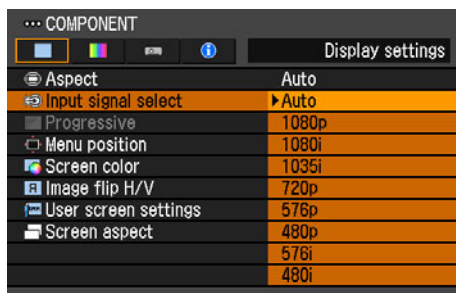 ... COMPONENT
Display settings
Aspect Auto
Input signal select Auto
Progressive 1080p
Menu position 1080i
Screen color 1035i
Image flip H/V 720p
User screen settings 576p
Screen aspect 480p
576i
480i